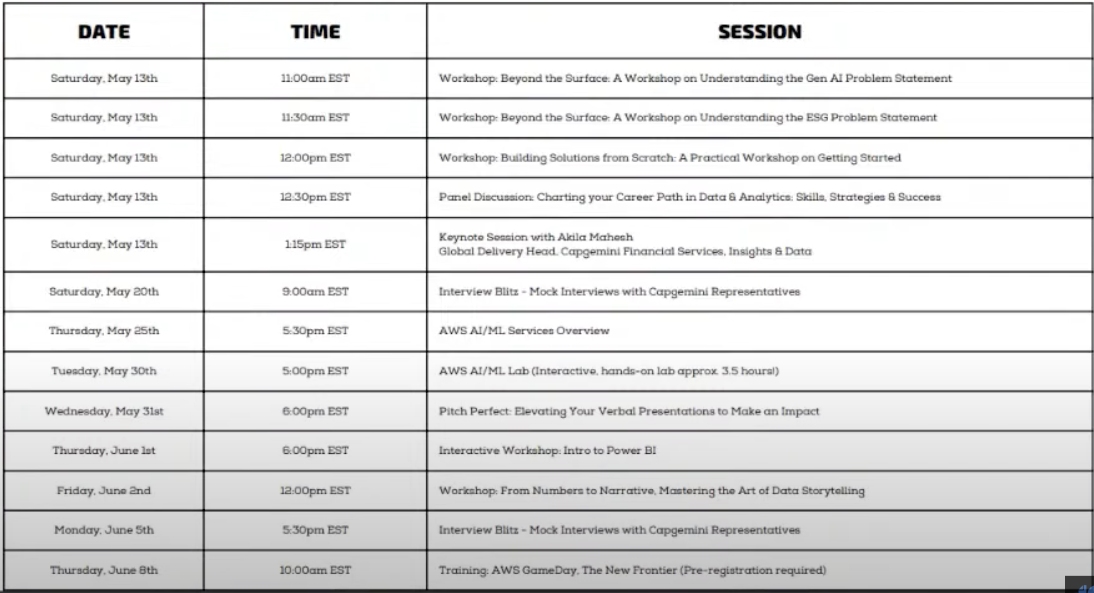 DATE TIME SESSION
Saturday, May 13th 11:00am EST Workshop: Beyond the Surface: A Workshop on Understanding the Gen AI Problem Statement
Saturday, May 13th 11:30am EST Workshop: Beyond the Surface: A Workshop on Understanding the ESG Problem Statement
Saturday, May 13th 12:00pm EST Workshop: Building Solutions from Scratch: A Practical Workshop on Getting Started
Saturday, May 13th 12:30pm EST Panel Discussion: Charting your Career Path in Data & Analytics: Skills, Strategies & Success
Saturday, May 13th 1:15pm EST Keynote Session with Akila Mahesh
Global Delivery Head, Capgemini Financial Services, Insights & Data
Saturday, May 20th 9:00am EST Interview Blitz - Mock Interviews with Capgemini Representatives
Thursday, May 25th 5:30pm EST AWS AI/ML Services Overview
Tuesday, May 30th 5:00pm EST AWS AI/ML Lab (Interactive, hands-on lab approx. 3.5 hours!)
Wednesday, May 31st 6:00pm EST Pitch Perfect: Elevating Your Verbal Presentations to Make an Impact
Thursday, June 1st 6:00pm EST Interactive Workshop: Intro to Power BI
Friday, June 2nd 12:00pm EST Workshop: From Numbers to Narrative, Mastering the Art of Data Storytelling
Monday, June 5th 5:30pm EST Interview Blitz - Mock Interviews with Capgemini Representatives
Thursday, June 8th 10:00am EST Training: AWS GameDay, The New Frontier (Pre-registration required)